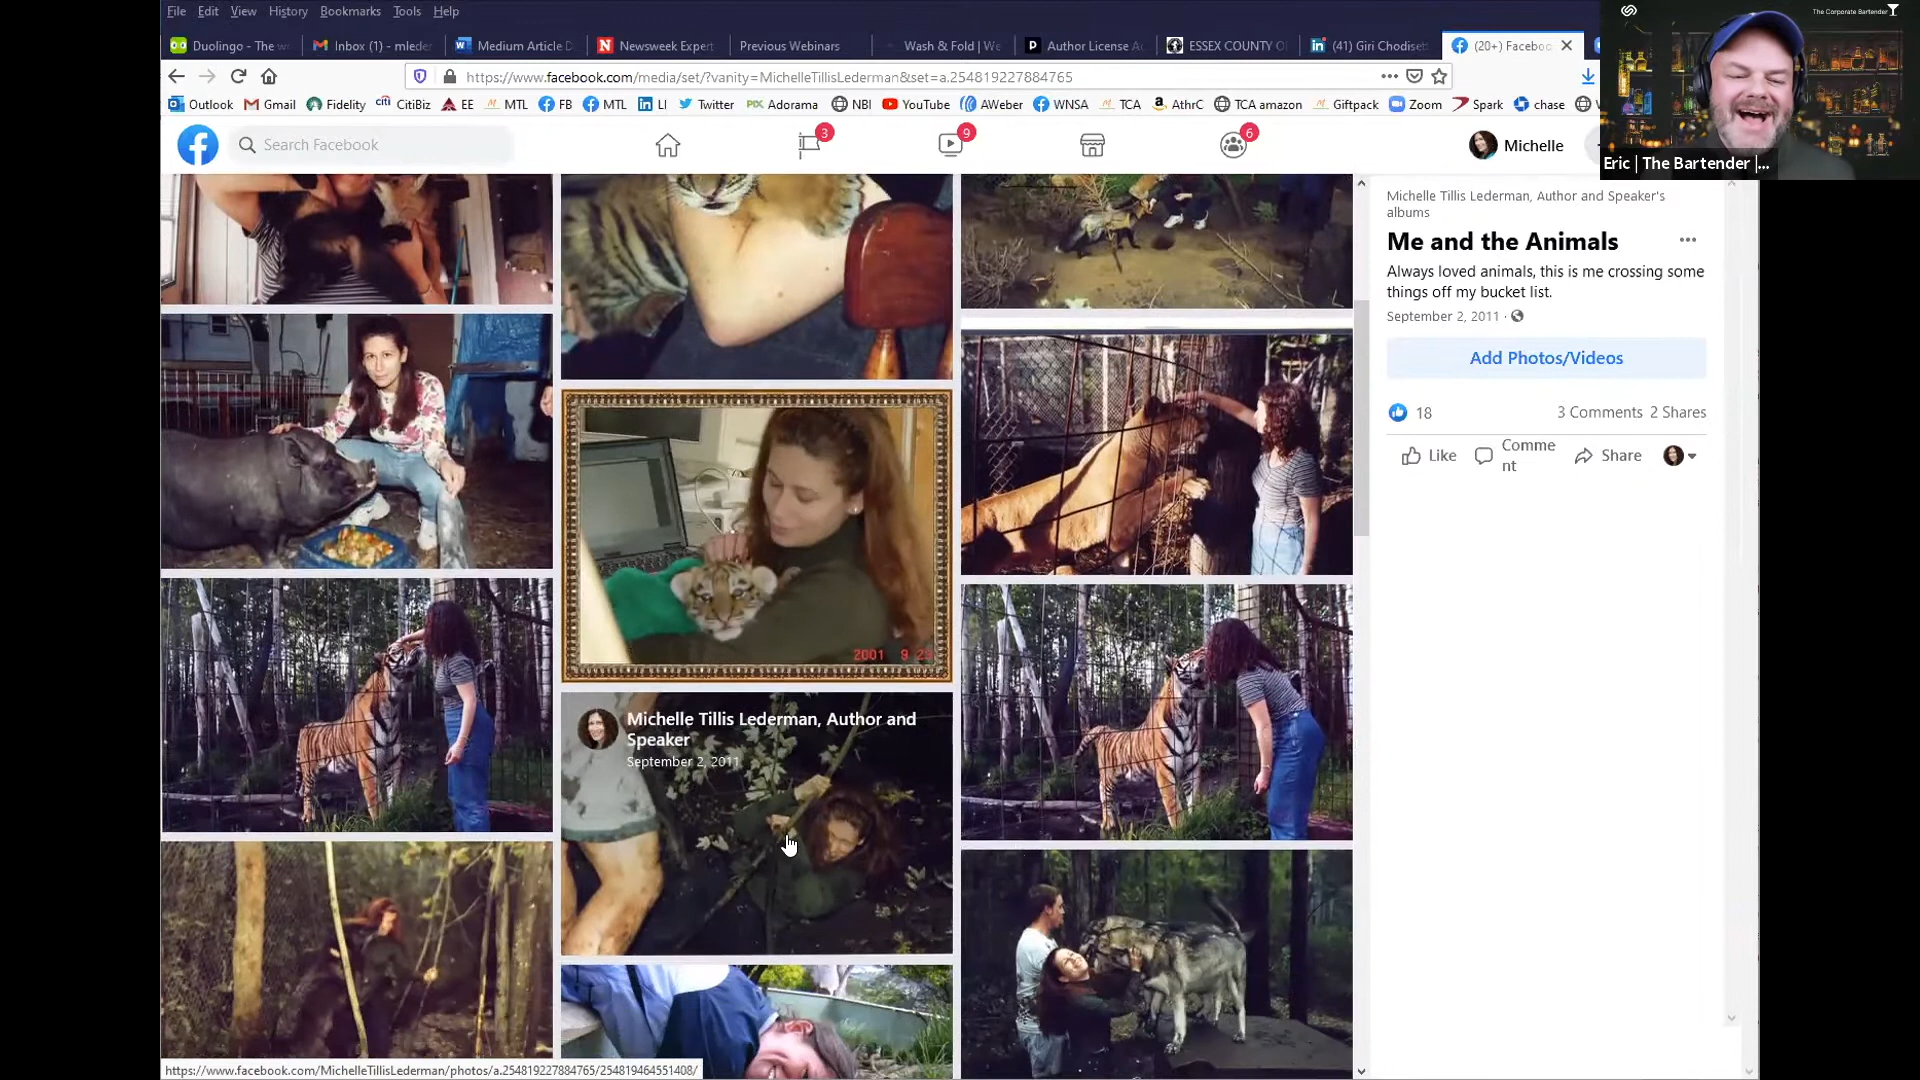 File Edit View History Bookmarks Tools Help
Duolingo - The w
Inbox (1) - mleder
Medium Article D
Newsweek Expert
Previous Webinars
Wash & Fold | We
Author License A
ESSEX COUNTY O
(41) Giri Chodiset
(20+) Faceboo
https://www.facebook.com/media/set/?vanity=MichelleTillisLederman&set=a.254819227884765
Outlook Gmail Fidelity CitiBiz EE MTL FB MTL LI Twitter Adorama NBI YouTube AWeber WNSA TCA AthrC TCA amazon Giftpack Zoom Spark chase
The Corporate Bartender
Eric | The Bartender |...
Search Facebook
3
9
6
Michelle
Michelle Tillis Lederman, Author and Speaker's
albums
Me and the Animals
Always loved animals, this is me crossing some
things off my bucket list.
September 2, 2011
Add Photos/Videos
18
3 Comments 2 Shares
Like
Comme
nt
Share
2001 9 23
Michelle Tillis Lederman, Author and
Speaker
September 2, 2011
https://www.facebook.com/MichelleTillisLederman/photos/a.254819227884765/254819464551408/